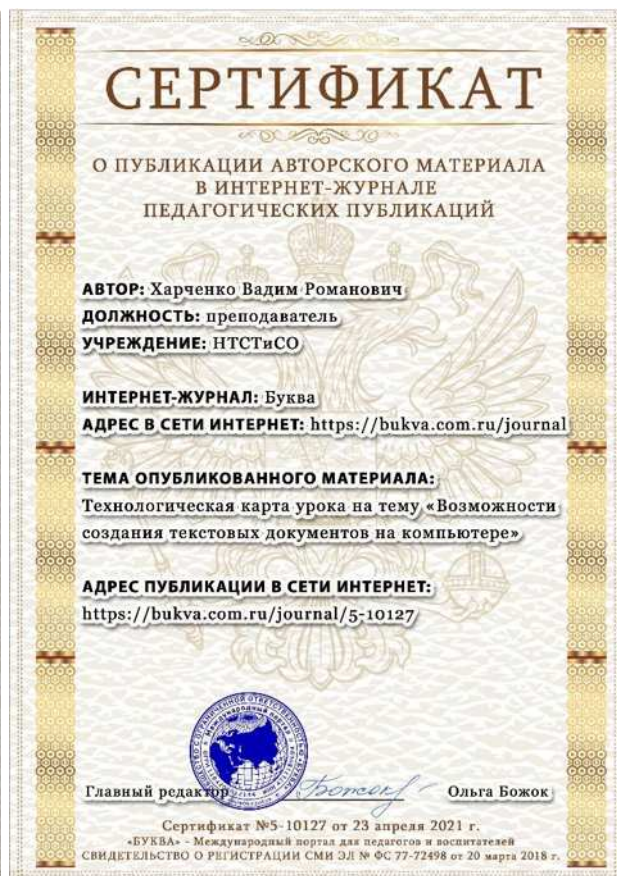 СЕРТИФИКАТ
О ПУБЛИКАЦИИ АВТОРСКОГО МАТЕРИАЛА
В ИНТЕРНЕТ-ЖУРНАЛЕ
ПЕДАГОГИЧЕСКИХ ПУБЛИКАЦИЙ
АВТОР: Харченко Вадим Романович
ДОЛЖНОСТЬ: преподаватель
УЧРЕЖДЕНИЕ: НТСТиСО
ИНТЕРНЕТ-ЖУРНАЛ: Буква
АДРЕС В СЕТИ ИНТЕРНЕТ: https://bukva.com.ru/journal
ТЕМА ОПУБЛИКОВАННОГО МАТЕРИАЛА:
Технологическая карта урока на тему «Возможности
создания текстовых документов на компьютере»
АДРЕС ПУБЛИКАЦИИ В СЕТИ ИНТЕРНЕТ:
https://bukva.com.ru/journal/5-10127
Главный редактор Ольга Божок
Сертификат №5-10127 от 23 апреля 2021 г.
«БУКВА» - Международный портал для педагогов и воспитателей
СВИДЕТЕЛЬСТВО О РЕГИСТРАЦИИ СМИ ЭЛ № ФС 77-72498 от 20 марта 2018 г.